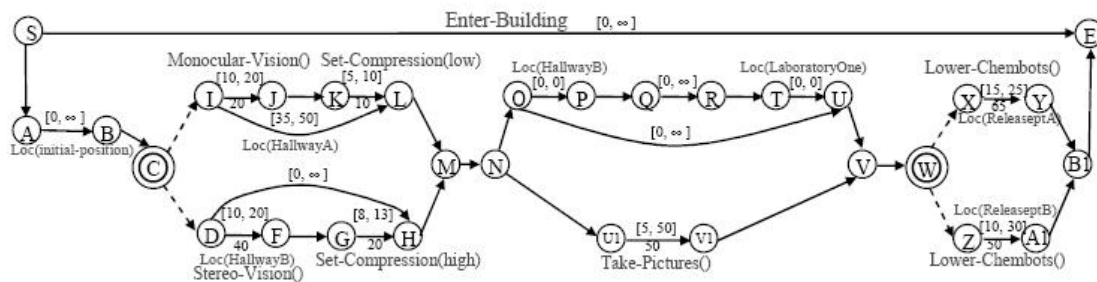 Enter-Building [0, ∞]
S E
Monocular-Vision() Set-Compression(low)
[10, 20] [5, 10]
I J K L
20 10
[35, 50]
Loc(HallwayA)
[0, ∞]
A B
Loc(initial-position)
C
[0, ∞]
[10, 20] [8, 13]
D F G H
40 20
Loc(HallwayB)
Stereo-Vision() Set-Compression(high)
M N
Loc(HallwayB) Loc(LaboratoryOne)
[0, 0] [0, ∞] [0, 0]
O P Q R T U
[0, ∞]
[5, 50]
U1 V1
50
Take-Pictures()
V W
Lower-Chembots()
[15, 25]
X Y
65
Loc(ReleaseptA)
B1
Loc(ReleaseptB)
[10, 30]
Z A1
50
Lower-Chembots()